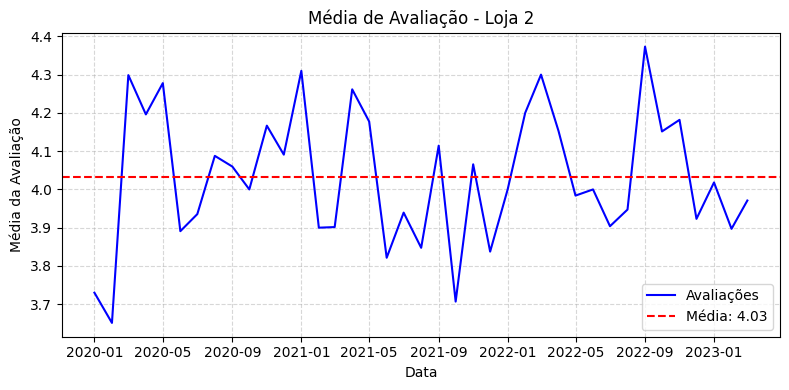 Média de Avaliação - Loja 2
Média da Avaliação
4.4
4.3
4.2
4.1
4.0
3.9
3.8
3.7
Avaliações
Média: 4.03
2020-01 2020-05 2020-09 2021-01 2021-05 2021-09 2022-01 2022-05 2022-09 2023-01
Data